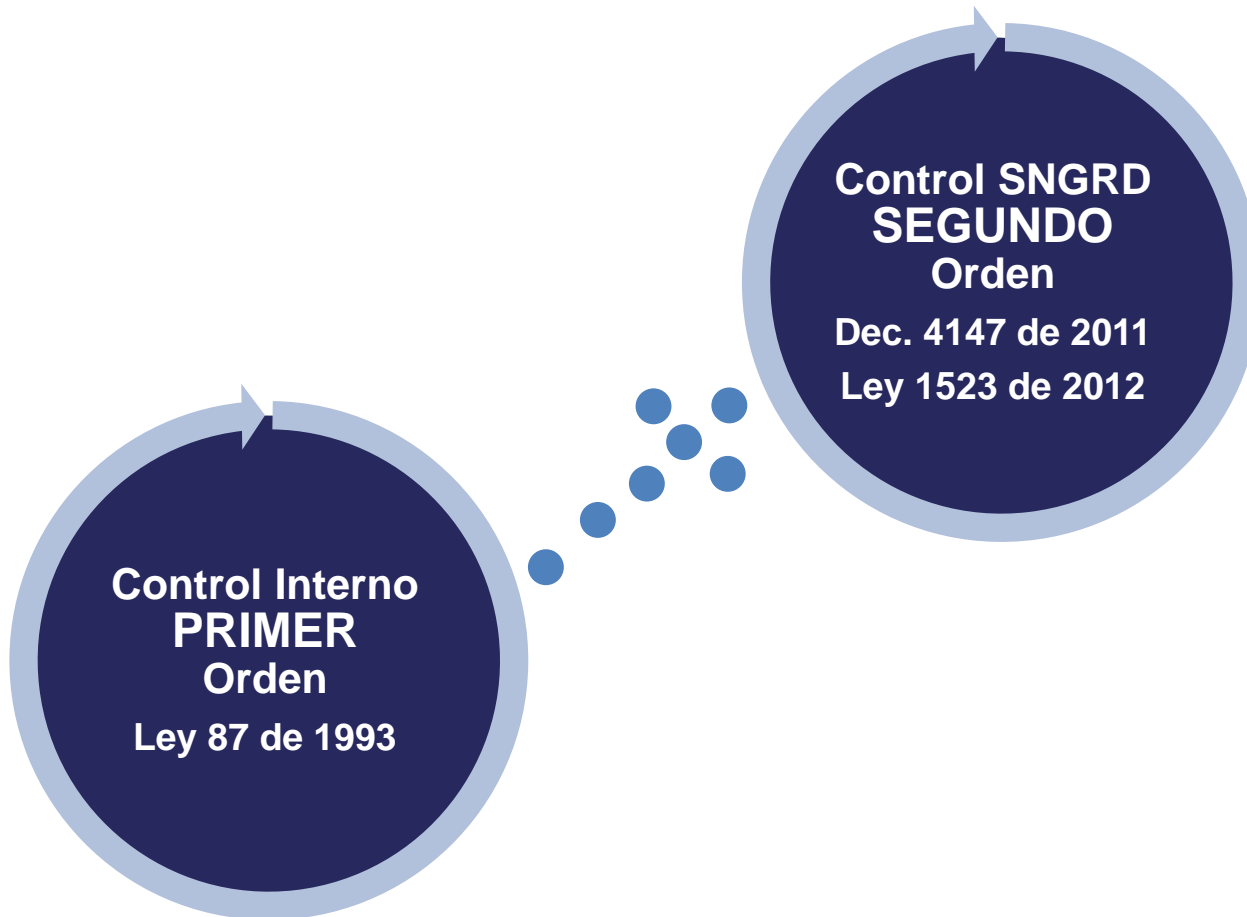 Control SNGRD
SEGUNDO
Orden
Dec. 4147 de 2011
Ley 1523 de 2012
Control Interno
PRIMER
Orden
Ley 87 de 1993